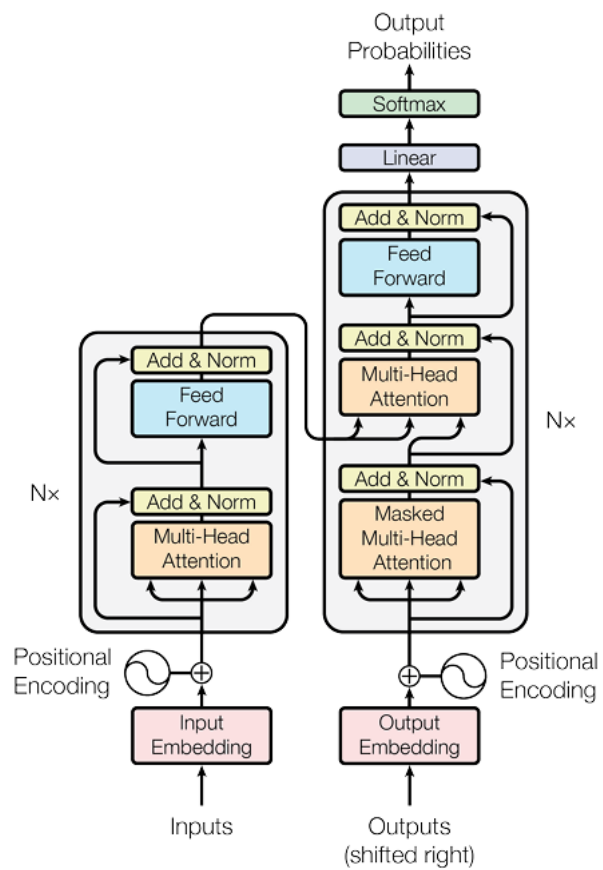 Output
Probabilities
Softmax
Linear
Add & Norm
Feed
Forward
Add & Norm
Multi-Head
Attention
Add & Norm
Masked
Multi-Head
Attention
N×
Add & Norm
Feed
Forward
Add & Norm
Multi-Head
Attention
N×
Positional
Encoding
Positional
Encoding
Input
Embedding
Output
Embedding
Inputs
Outputs
(shifted right)